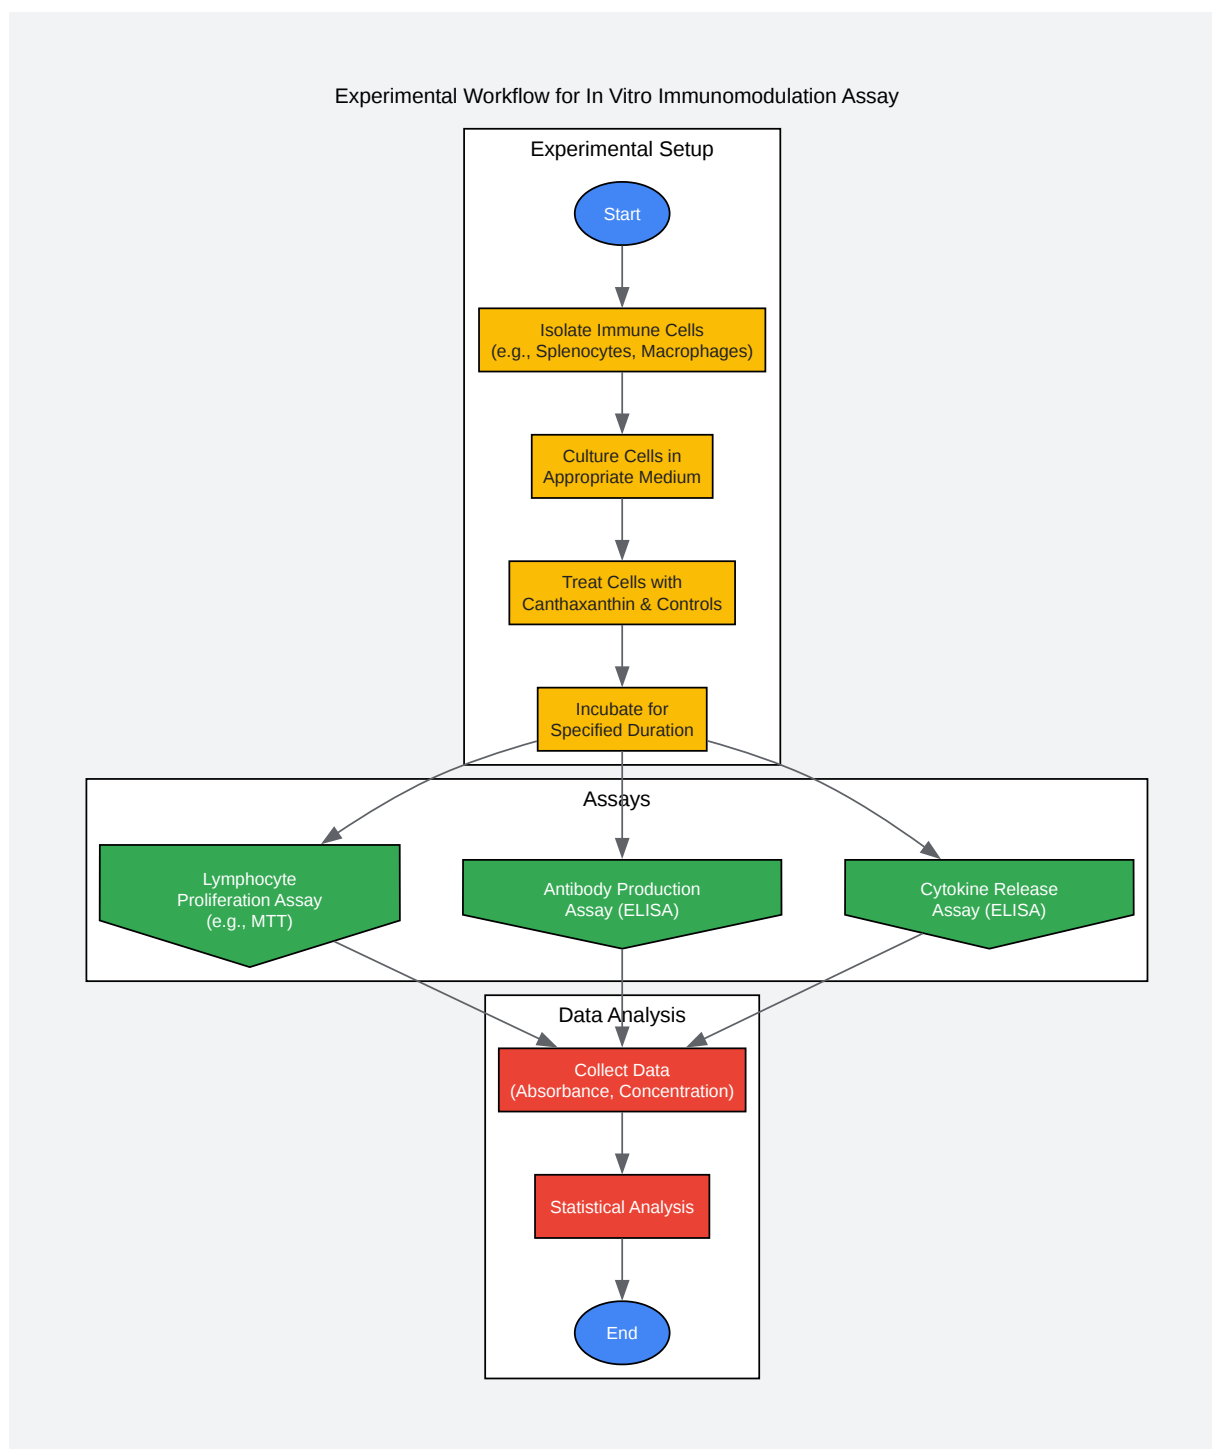 Experimental Workflow for In Vitro Immunomodulation Assay
Experimental Setup
Start
Isolate Immune Cells
(e.g., Splenocytes, Macrophages)
Culture Cells in
Appropriate Medium
Treat Cells with
Canthaxanthin & Controls
Incubate for
Specified Duration
Assays
Lymphocyte
Proliferation Assay
(e.g., MTT)
Antibody Production
Assay (ELISA)
Cytokine Release
Assay (ELISA)
Data Analysis
Collect Data
(Absorbance, Concentration)
Statistical Analysis
End